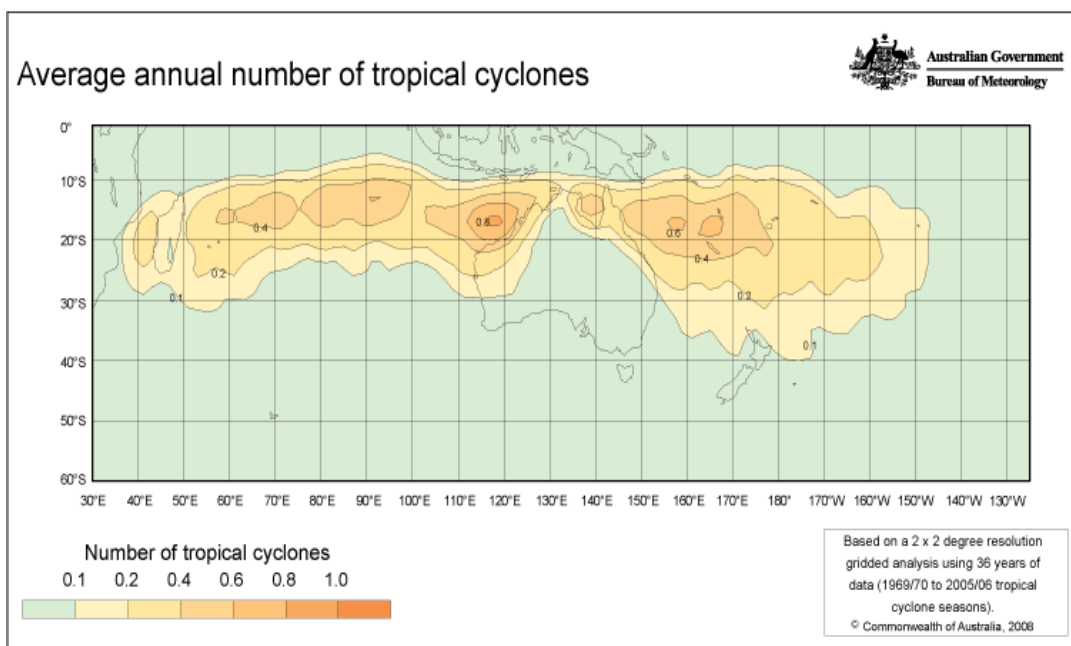 Average annual number of tropical cyclones
Australian Government
Bureau of Meteorology
0°
10°S
20°S
30°S
40°S
50°S
60°S
0.1
0.2
0.4
0.6
0.6
0.4
0.2
0.1
30°E 40°E 50°E 60°E 70°E 80°E 90°E 100°E 110°E 120°E 130°E 140°E 150°E 160°E 170°E 180° 170°W 160°W 150°W 140°W 130°W
Number of tropical cyclones
0.1 0.2 0.4 0.6 0.8 1.0
Based on a 2 x 2 degree resolution
gridded analysis using 36 years of
data (1969/70 to 2005/06 tropical
cyclone seasons).
© Commonwealth of Australia, 2008